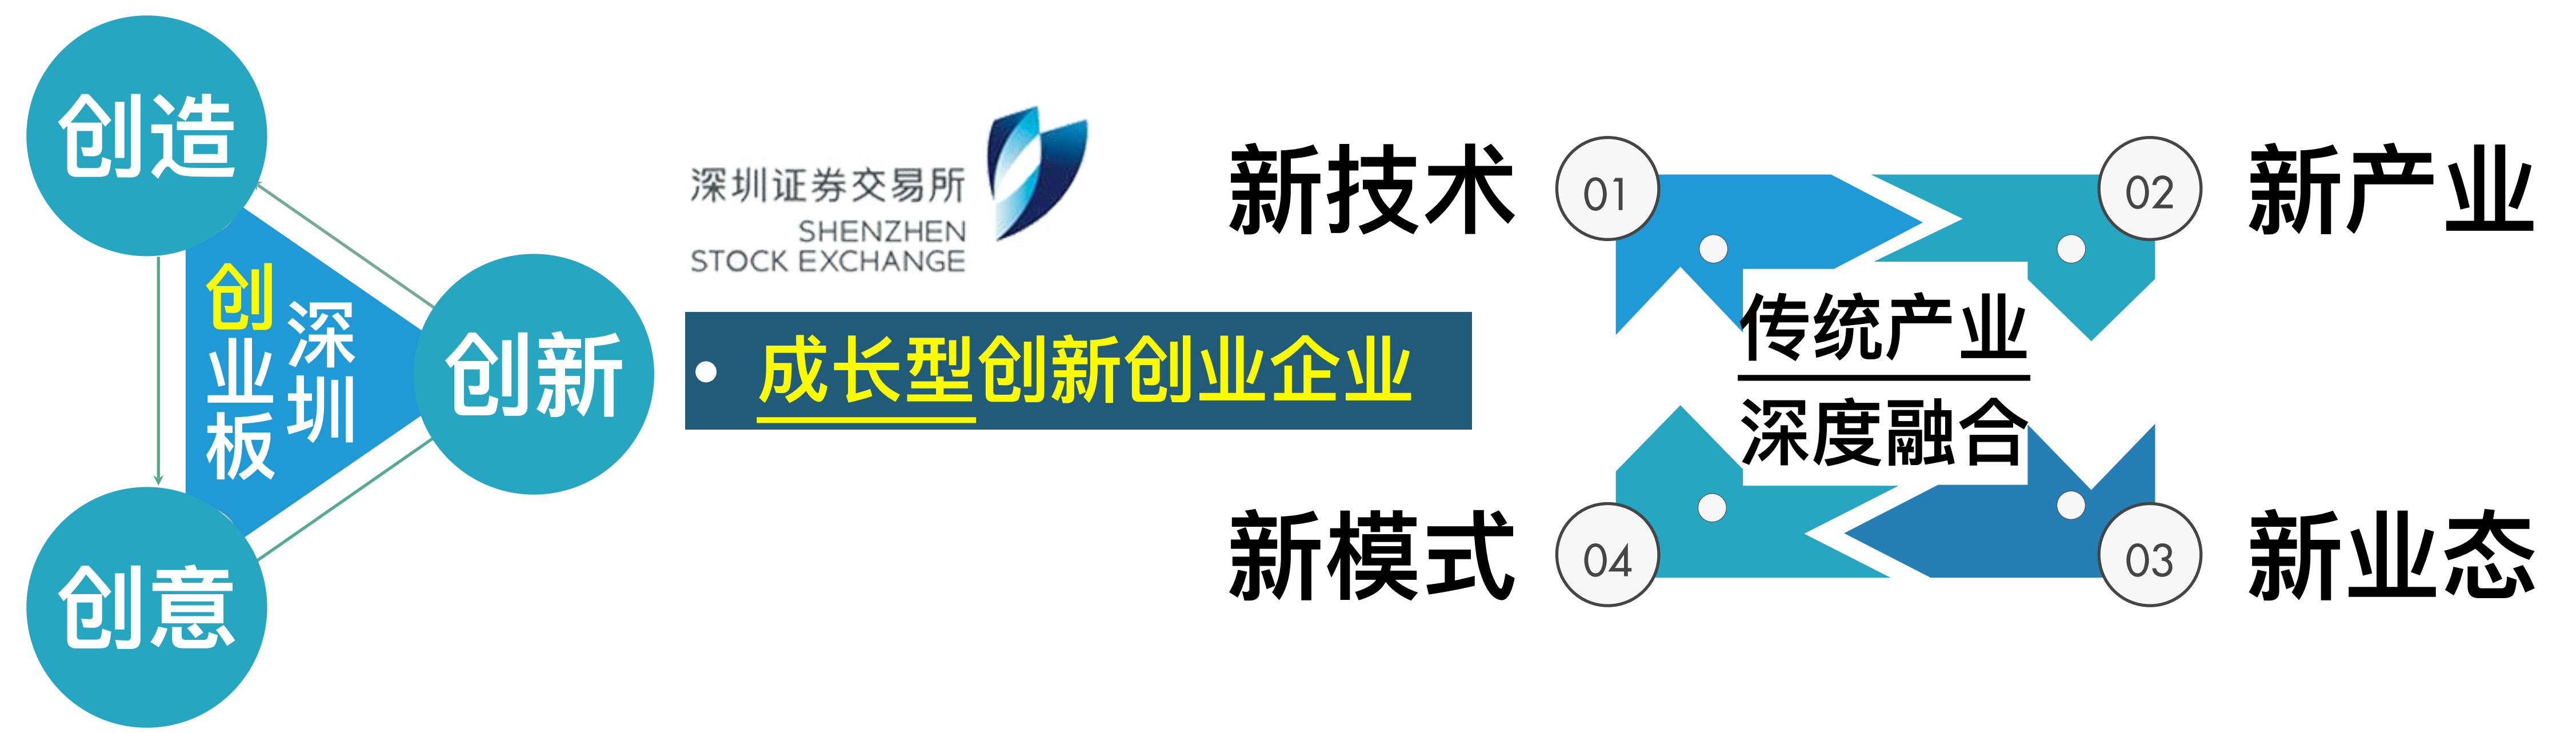 创造
创新
创意
深圳
创业板
深圳证券交易所
SHENZHEN
STOCK EXCHANGE
成长型创新创业企业
新技术
01
02
新产业
传统产业
深度融合
新模式
04
03
新业态